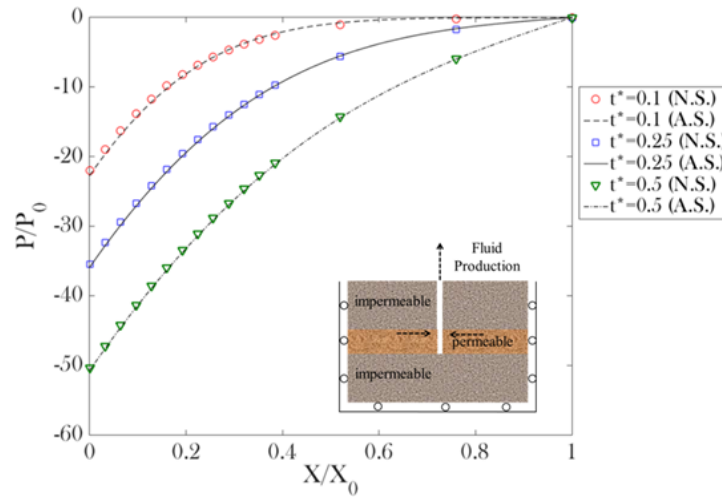 P/P0
0
-10
-20
-30
-40
-50
-60
0
0.2
0.4
0.6
0.8
1
X/X0
t*=0.1 (N.S.)
t*=0.1 (A.S.)
t*=0.25 (N.S.)
t*=0.25 (A.S.)
t*=0.5 (N.S.)
t*=0.5 (A.S.)
Fluid
Production
impermeable
permeable
impermeable